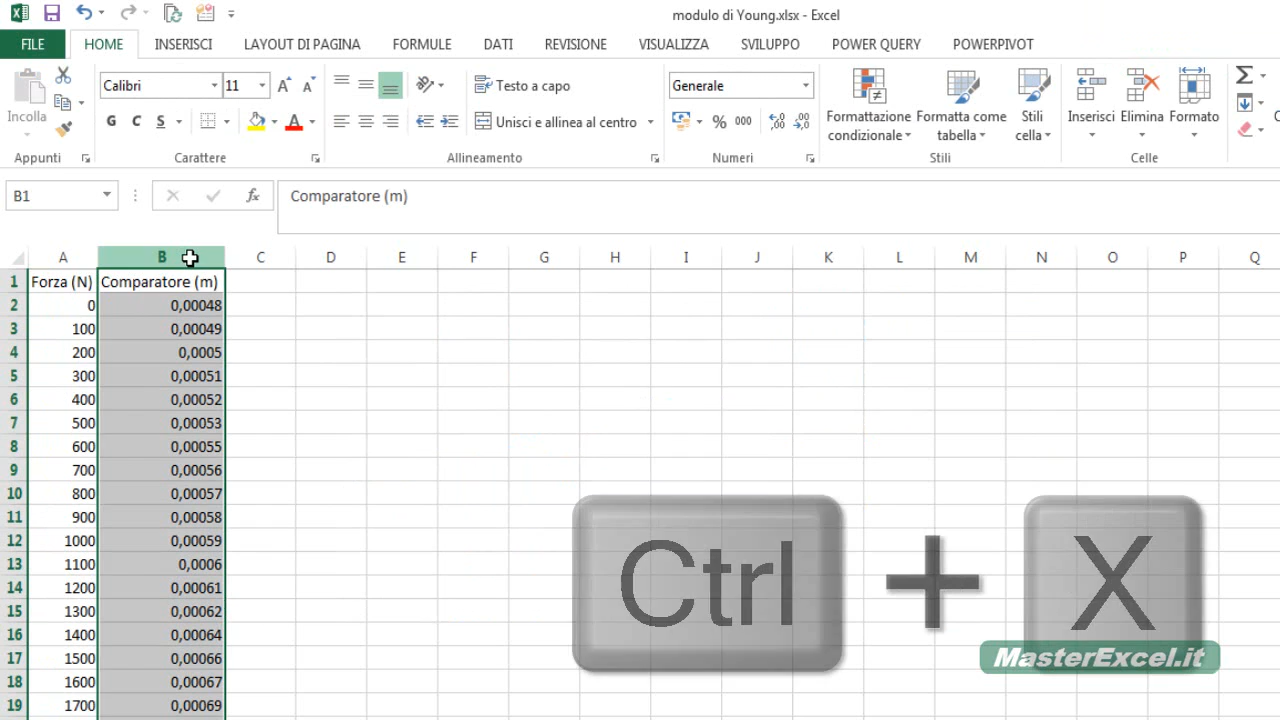 modulo di Young.xlsx - Excel
FILE HOME INSERISCI LAYOUT DI PAGINA FORMULE DATI REVISIONE VISUALIZZA SVILUPPO POWER QUERY POWERPIVOT
Incolla
Appunti
Calibri 11
G C S A
Carattere
Testo a capo
Unisci e allinea al centro
Allineamento
Generale
% 000
Numeri
Formattazione condizionale
Formatta come tabella
Stili cella
Stili
Inserisci Elimina Formato
Celle
B1 fx Comparatore (m)
A B C D E F G H I J K L M N O P Q
1 Forza (N) Comparatore (m)
2 0 0,00048
3 100 0,00049
4 200 0,0005
5 300 0,00051
6 400 0,00052
7 500 0,00053
8 600 0,00055
9 700 0,00056
10 800 0,00057
11 900 0,00058
12 1000 0,00059
13 1100 0,0006
14 1200 0,00061
15 1300 0,00062
16 1400 0,00064
17 1500 0,00066
18 1600 0,00067
19 1700 0,00069
Ctrl + X
MasterExcel.it